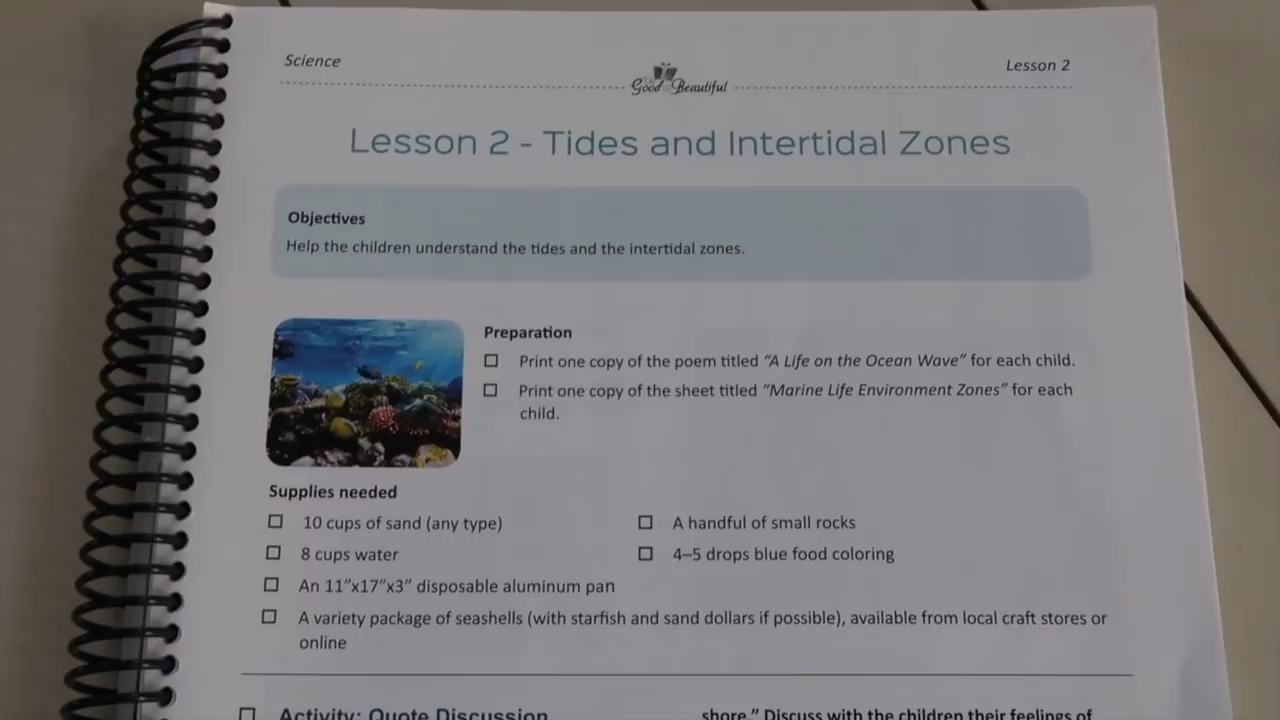 Science
Lesson 2
Good Beautiful
Lesson 2 - Tides and Intertidal Zones
Objectives
Help the children understand the tides and the intertidal zones.
Preparation
Print one copy of the poem titled “A Life on the Ocean Wave” for each child.
Print one copy of the sheet titled “Marine Life Environment Zones” for each
child.
Supplies needed
10 cups of sand (any type)
A handful of small rocks
8 cups water
4–5 drops blue food coloring
An 11”x17”x3” disposable aluminum pan
A variety package of seashells (with starfish and sand dollars if possible), available from local craft stores or
online
Activity: Quote Discussion
shore.” Discuss with the children their feelings of